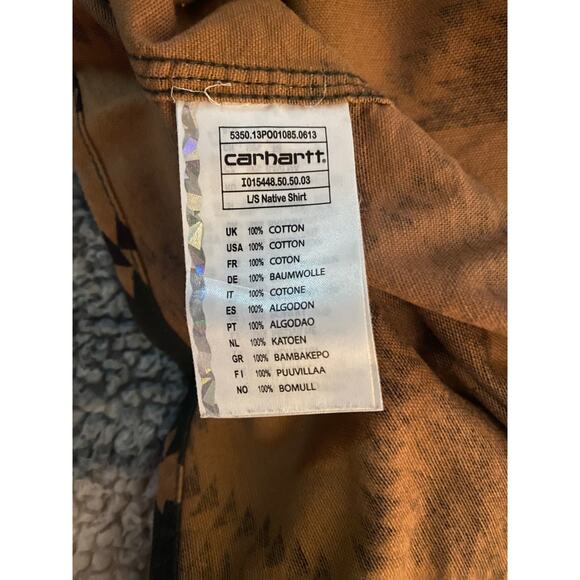 5350.13PO01085.0613
carhartt.
I015448.50.50.03
L/S Native Shirt
UK 100% COTTON
USA 100% COTTON
FR 100% COTON
DE 100% BAUMWOLLE
IT 100% COTONE
ES 100% ALGODON
PT 100% ALGODAO
NL 100% KATOEN
GR 100% BAMBAKEPO
FI 100% PUUVILLAA
NO 100% BOMULL